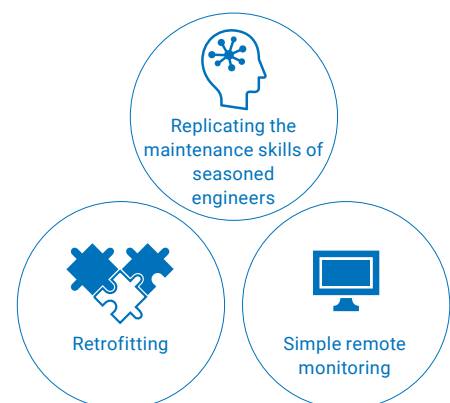 Replicating the
maintenance skills of
seasoned
engineers
Retrofitting
Simple remote
monitoring